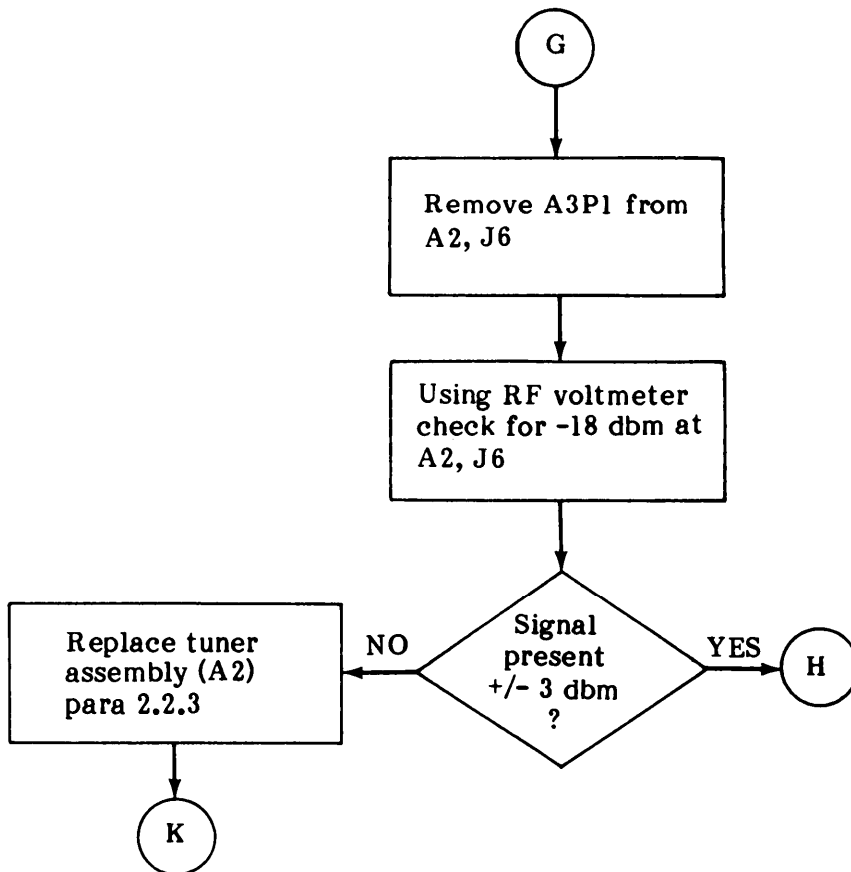 G
Remove A3P1 from
A2, J6
Using RF voltmeter
check for -18 dbm at
A2, J6
Signal
present
+/- 3 dbm
?
NO
YES
Replace tuner
assembly (A2)
para 2.2.3
H
K